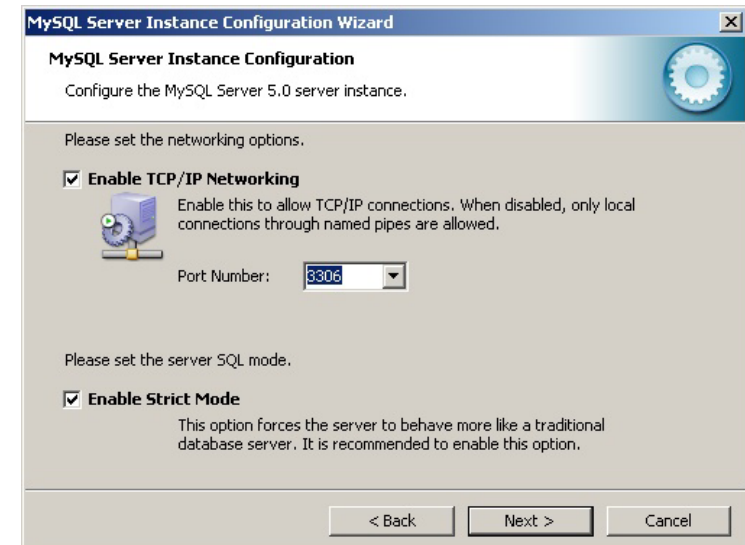 MySQL Server Instance Configuration Wizard
MySQL Server Instance Configuration
Configure the MySQL Server 5.0 server instance.
Please set the networking options.
Enable TCP/IP Networking
Enable this to allow TCP/IP connections. When disabled, only local
connections through named pipes are allowed.
Port Number: 3306
Please set the server SQL mode.
Enable Strict Mode
This option forces the server to behave more like a traditional
database server. It is recommended to enable this option.
< Back Next > Cancel